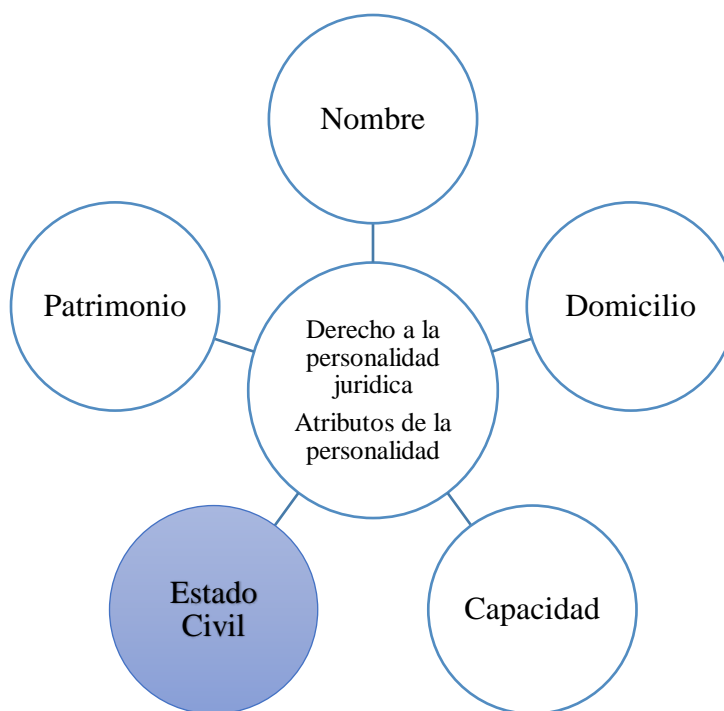 Nombre
Patrimonio
Domicilio
Derecho a la
personalidad
juridica
Atributos de la
personalidad
Estado
Civil
Capacidad